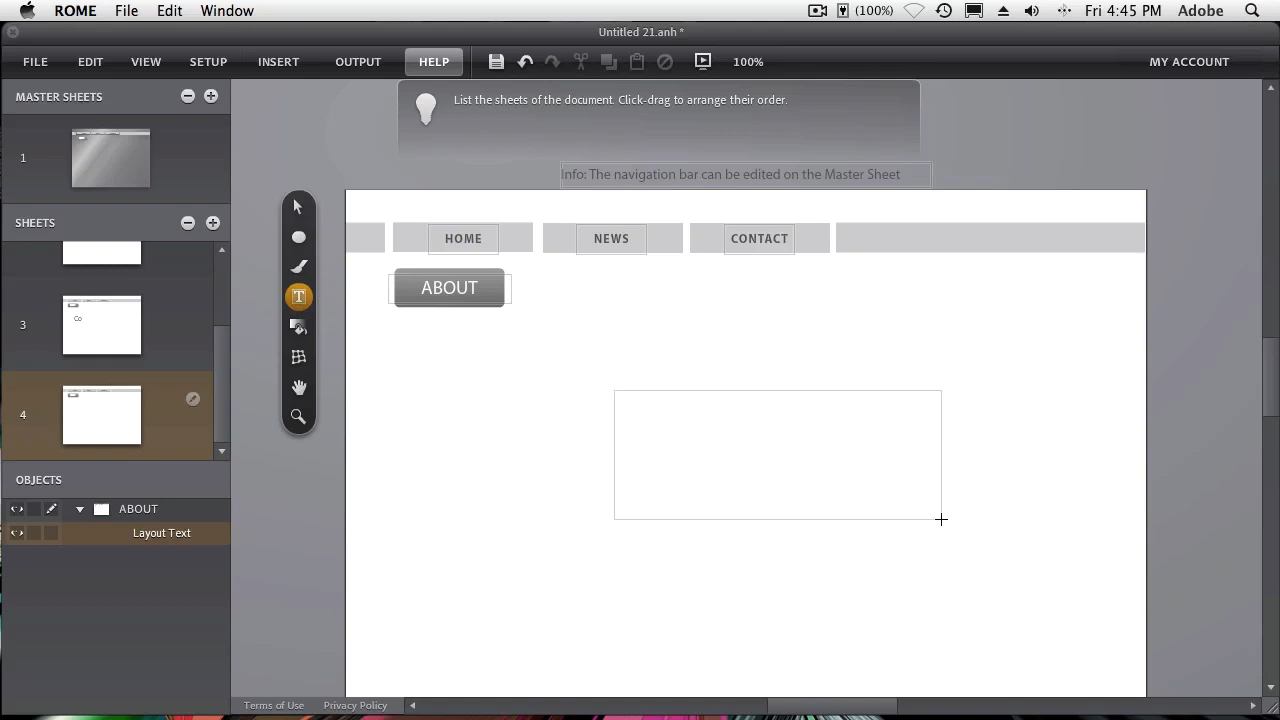 ROME File Edit Window (100%) Fri 4:45 PM Adobe
Untitled 21.anh *
FILE EDIT VIEW SETUP INSERT OUTPUT HELP 100% MY ACCOUNT
MASTER SHEETS
List the sheets of the document. Click-drag to arrange their order.
1
Info: The navigation bar can be edited on the Master Sheet
SHEETS
HOME NEWS CONTACT
ABOUT
T
3
Co
4
OBJECTS
ABOUT
Layout Text
Terms of Use Privacy Policy